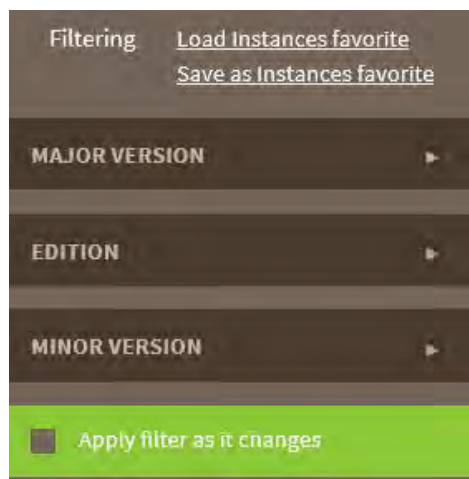 Filtering Load Instances favorite
Save as Instances favorite
MAJOR VERSION
EDITION
MINOR VERSION
Apply filter as it changes